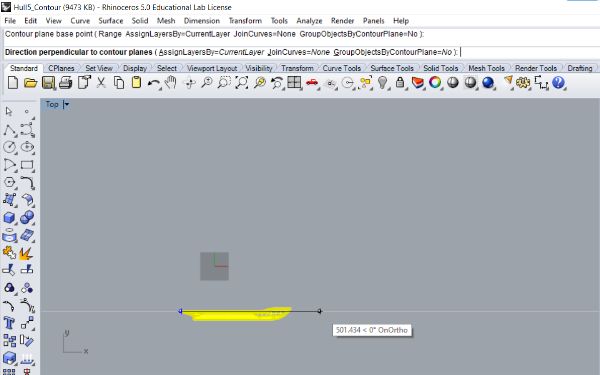 Hull5_Contour (9473 KB) - Rhinoceros 5.0 Educational Lab License
File Edit View Curve Surface Solid Mesh Dimension Transform Tools Analyze Render Panels Help
Contour plane base point ( Range AssignLayersBy=CurrentLayer JoinCurves=None GroupObjectsByContourPlane=No ):
Direction perpendicular to contour planes ( AssignLayersBy=CurrentLayer JoinCurves=None GroupObjectsByContourPlane=No ):
Standard CPlanes Set View Display Select Viewport Layout Visibility Transform Curve Tools Surface Tools Solid Tools Mesh Tools Render Tools Drafting
Top
501.434 < 0° OnOrtho
y
x